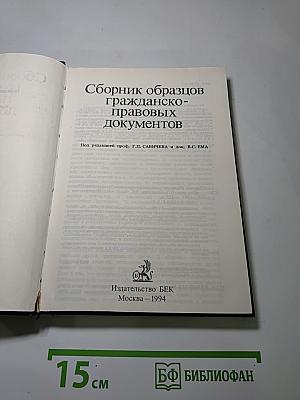 Сборник образцов
гражданско-
правовых
документов
Под редакцией проф. Г.П. САВИЧЕВА и доц. В.С. ЕМА
Издательство БЕК
Москва — 1994
15 см
БФ БИБЛИОФАН